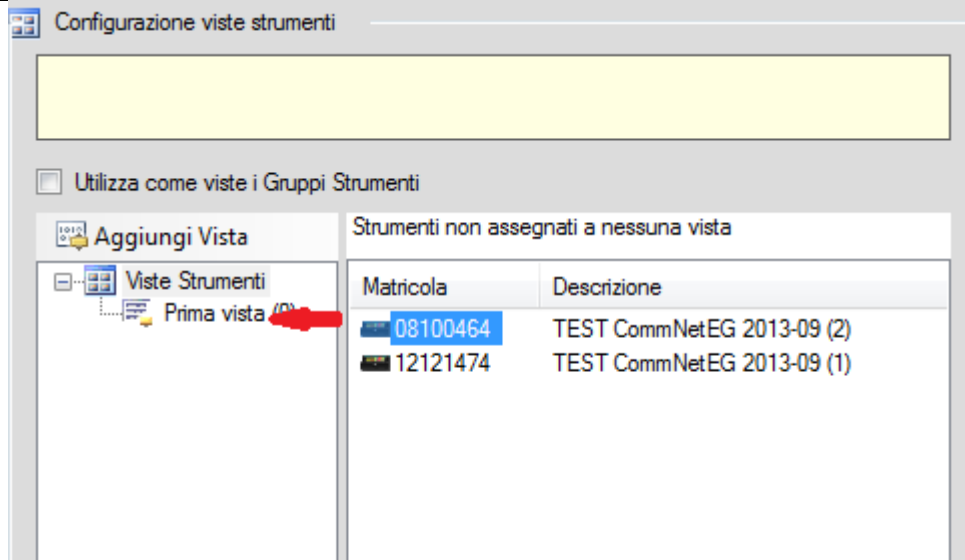 Configurazione viste strumenti
Utilizza come viste i Gruppi Strumenti
Aggiungi Vista
Viste Strumenti
Prima vista
Strumenti non assegnati a nessuna vista
Matricola Descrizione
08100464 TEST CommNetEG 2013-09 (2)
12121474 TEST CommNetEG 2013-09 (1)